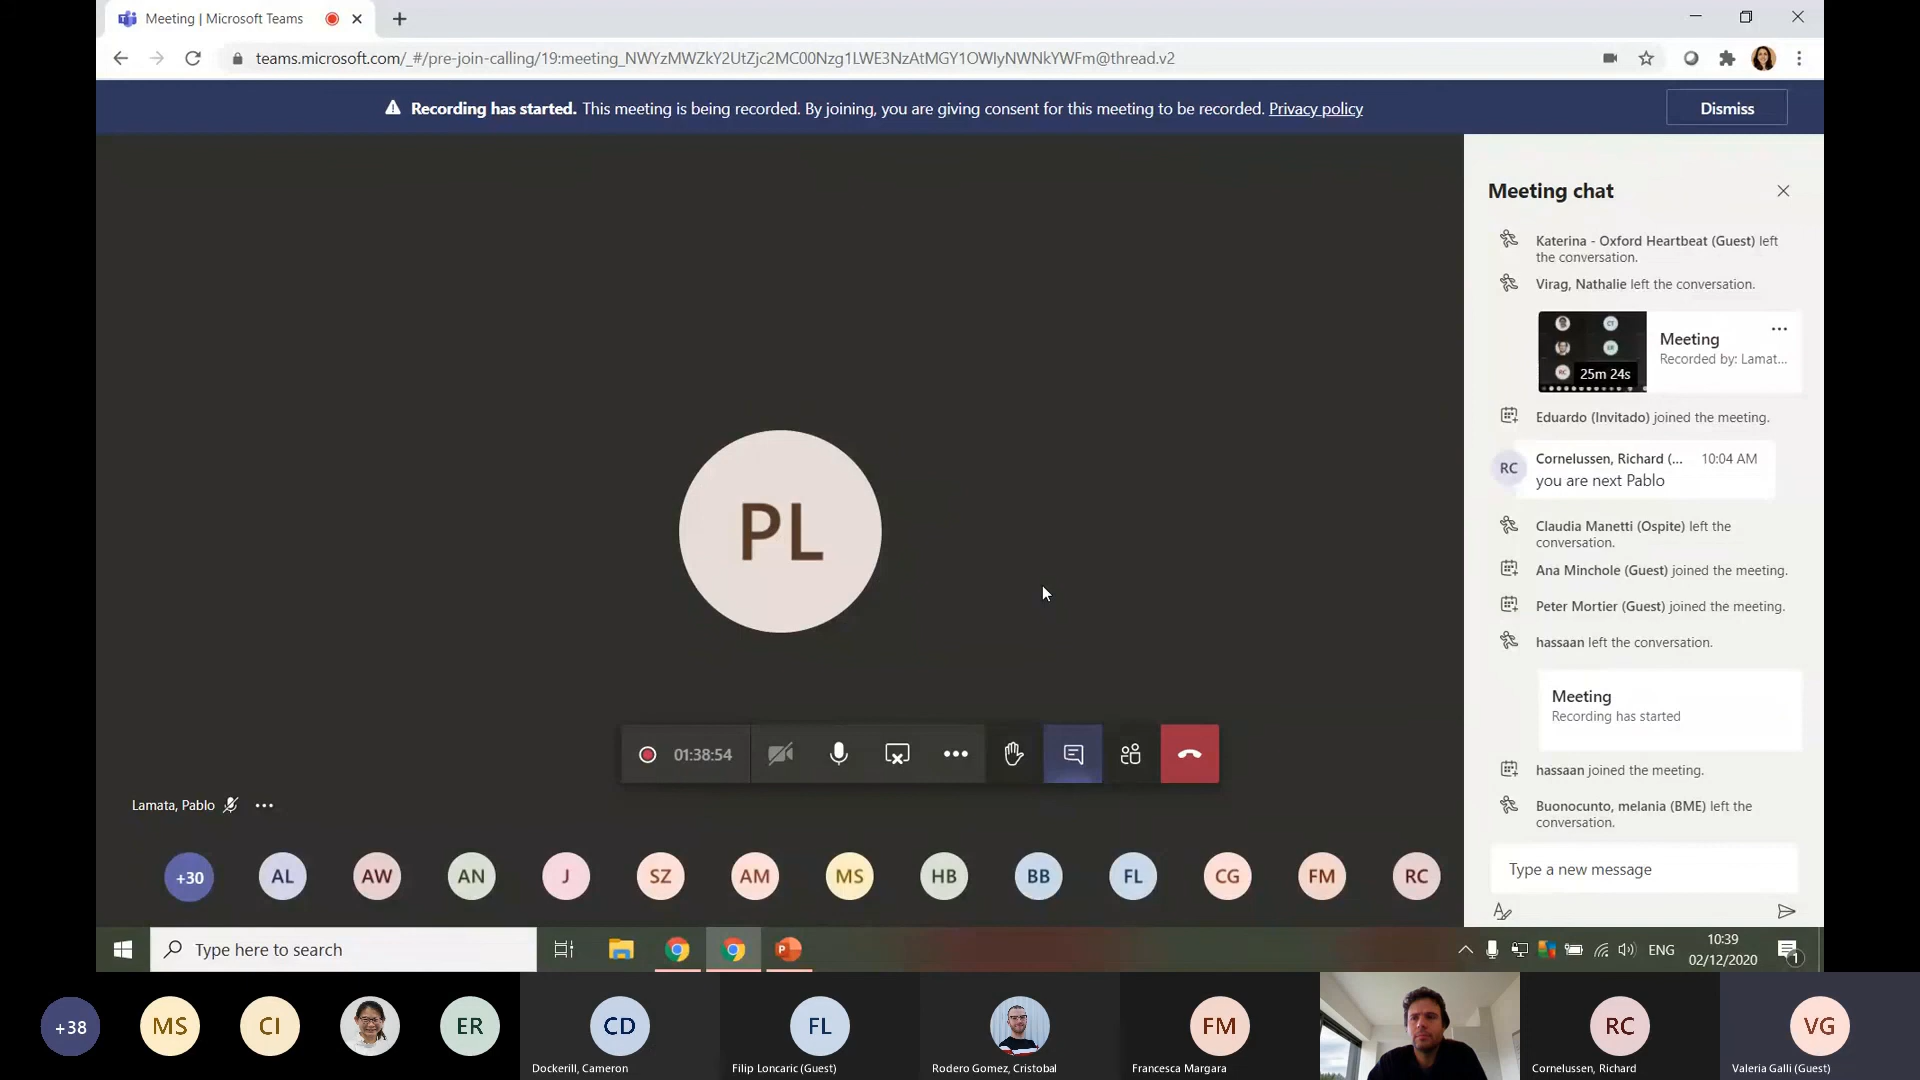 Meeting | Microsoft Teams
teams.microsoft.com/_#/pre-join-calling/19:meeting_NWYzMWZkY2UtZjc2MC00Nzg1LWE3NzAtMGY1OWIyNWNkYWFm@thread.v2
Recording has started. This meeting is being recorded. By joining, you are giving consent for this meeting to be recorded. Privacy policy
Dismiss
Meeting chat
Katerina - Oxford Heartbeat (Guest) left
the conversation.
Virag, Nathalie left the conversation.
CT
ER
RC
25m 24s
Meeting
Recorded by: Lamat...
Eduardo (Invitado) joined the meeting.
RC
Cornelussen, Richard (... 10:04 AM
you are next Pablo
Claudia Manetti (Ospite) left the
conversation.
Ana Minchole (Guest) joined the meeting.
Peter Mortier (Guest) joined the meeting.
hassaan left the conversation.
Meeting
Recording has started
hassaan joined the meeting.
Buonocunto, melania (BME) left the
conversation.
Type a new message
PL
01:38:54
Lamata, Pablo
+30 AL AW AN J SZ AM MS HB BB FL CG FM RC
Type here to search
P
ENG
10:39
02/12/2020
1
+38 MS CI ER CD FL FM RC VG
Dockerill, Cameron
Filip Loncaric (Guest)
Rodero Gomez, Cristobal
Francesca Margara
Cornelussen, Richard
Valeria Galli (Guest)